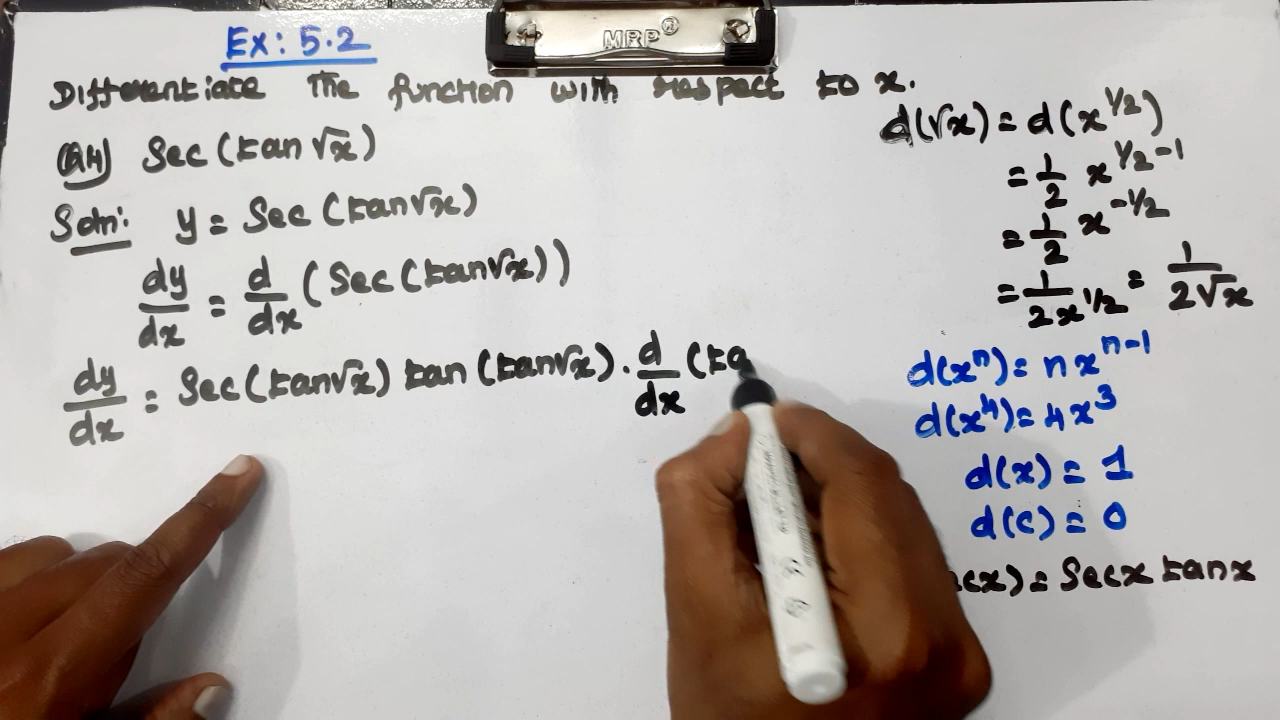 MRP®
Ex: 5.2
Differentiate The function with respect to x.
Q4) Sec (tan √x)
Soln: y = Sec (tan √x)
dy/dx = d/dx (Sec (tan √x))
dy/dx = Sec (tan √x) tan (tan √x) . d/dx (ta
d(√x) = d(x^1/2)
= 1/2 x^1/2-1
= 1/2 x^-1/2
= 1/2x^1/2 = 1/2√x
d(x^n) = nx^n-1
d(x^4) = 4x^3
d(x) = 1
d(c) = 0
cx) = Secx tanx